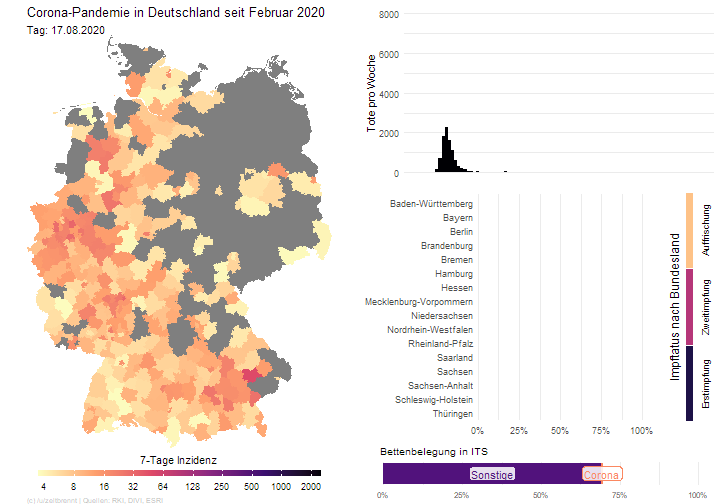 Corona-Pandemie in Deutschland seit Februar 2020
Tag: 17.08.2020
7-Tage Inzidenz
4 8 16 32 64 128 250 500 1000 2000
(c) | Quellen: RKI, DIVI, ESRI
Tote pro Woche
8000
6000
4000
2000
0
Baden-Württemberg
Bayern
Berlin
Brandenburg
Bremen
Hamburg
Hessen
Mecklenburg-Vorpommern
Niedersachsen
Nordrhein-Westfalen
Rheinland-Pfalz
Saarland
Sachsen
Sachsen-Anhalt
Schleswig-Holstein
Thüringen
0% 25% 50% 75% 100%
Impfstatus nach Bundesland
Auffrischung
Zweitimpfung
Erstimpfung
Bettenbelegung in ITS
Sonstige
Corona
0% 25% 50% 75% 100%